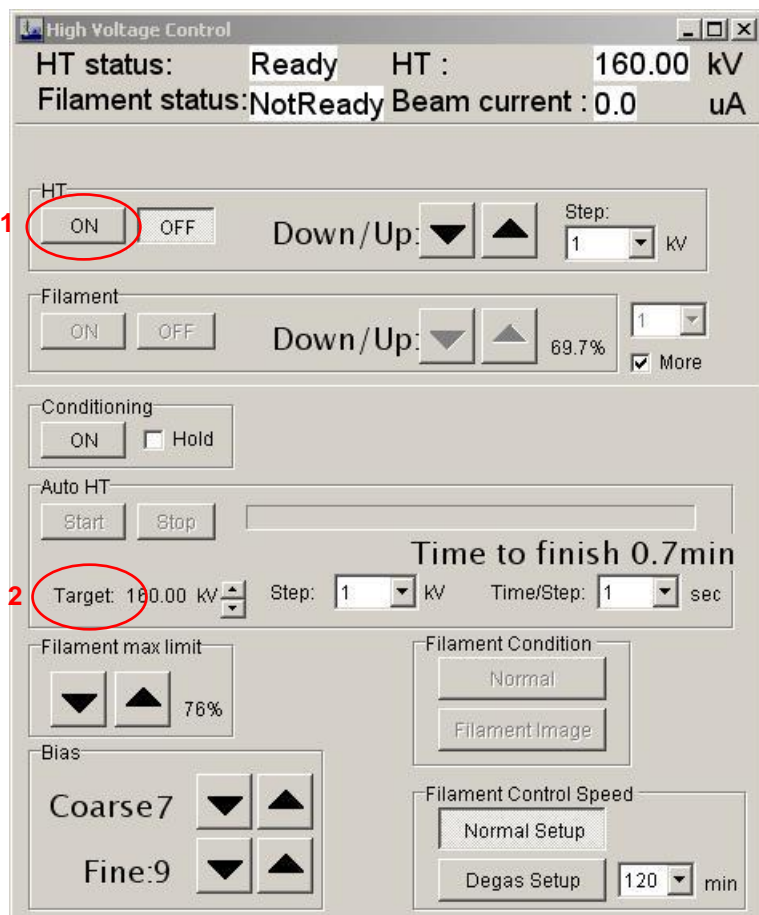 High Voltage Control
HT status: Ready HT : 160.00 kV
Filament status: NotReady Beam current : 0.0 uA
HT
1 ON OFF Down/Up: Step: 1 kV
Filament
ON OFF Down/Up: 69.7% 1
More
Conditioning
ON Hold
Auto HT
Start Stop
Time to finish 0.7min
2 Target: 160.00 kV Step: 1 kV Time/Step: 1 sec
Filament max limit
76%
Filament Condition
Normal
Filament Image
Bias
Coarse7
Fine:9
Filament Control Speed
Normal Setup
Degas Setup 120 min